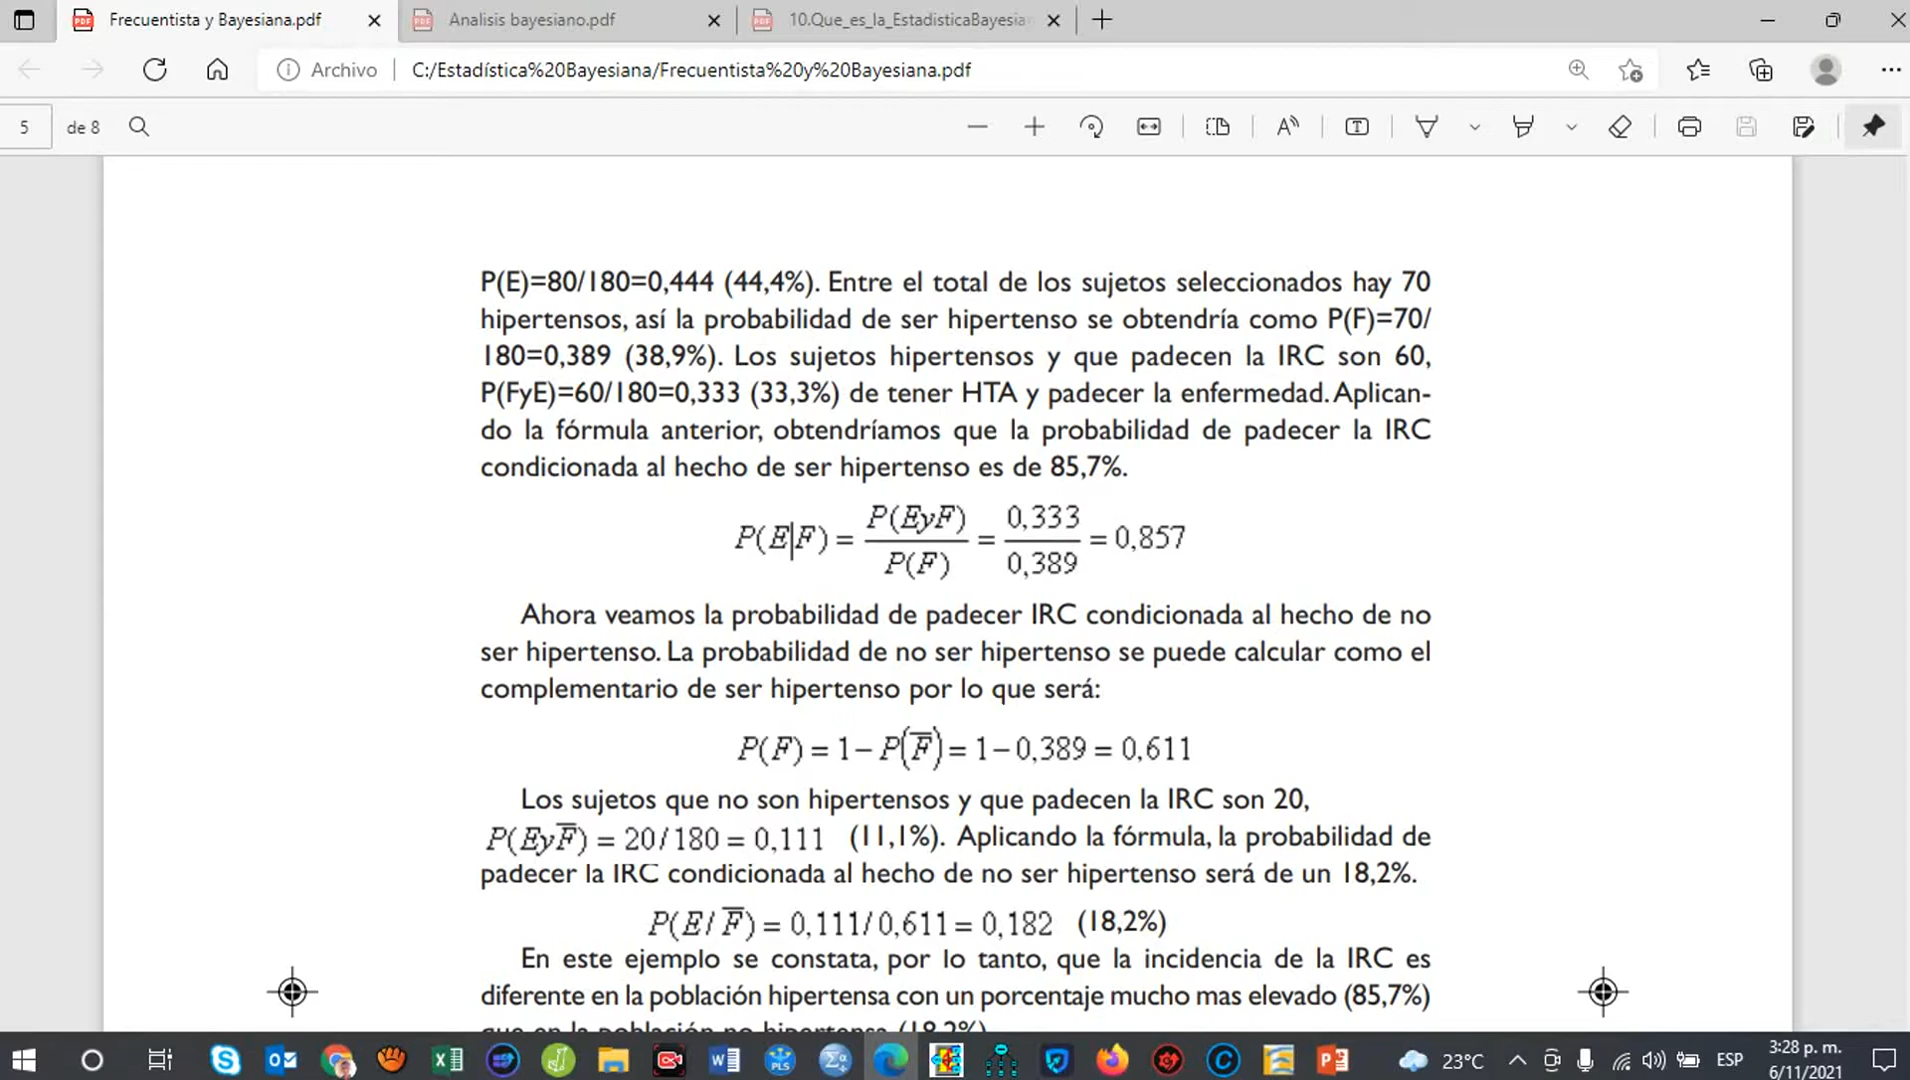 Frecuentista y Bayesiana.pdf
Analisis bayesiano.pdf
10.Que_es_la_EstadisticaBayesia
Archivo
C:/Estadística%20Bayesiana/Frecuentista%20y%20Bayesiana.pdf
5 de 8
P(E)=80/180=0,444 (44,4%). Entre el total de los sujetos seleccionados hay 70
hipertensos, así la probabilidad de ser hipertenso se obtendría como P(F)=70/
180=0,389 (38,9%). Los sujetos hipertensos y que padecen la IRC son 60,
P(FyE)=60/180=0,333 (33,3%) de tener HTA y padecer la enfermedad. Aplican-
do la fórmula anterior, obtendríamos que la probabilidad de padecer la IRC
condicionada al hecho de ser hipertenso es de 85,7%.
P(E|F) = P(EyF) / P(F) = 0,333 / 0,389 = 0,857
Ahora veamos la probabilidad de padecer IRC condicionada al hecho de no
ser hipertenso. La probabilidad de no ser hipertenso se puede calcular como el
complementario de ser hipertenso por lo que será:
P(F) = 1 − P(F̅) = 1 − 0,389 = 0,611
Los sujetos que no son hipertensos y que padecen la IRC son 20,
P(EyF̅) = 20/180 = 0,111 (11,1%). Aplicando la fórmula, la probabilidad de
padecer la IRC condicionada al hecho de no ser hipertenso será de un 18,2%.
P(E/F̅) = 0,111/0,611 = 0,182 (18,2%)
En este ejemplo se constata, por lo tanto, que la incidencia de la IRC es
diferente en la población hipertensa con un porcentaje mucho mas elevado (85,7%)
que en la población no hipertensa (18,2%)
23°C
ESP
3:28 p. m.
6/11/2021